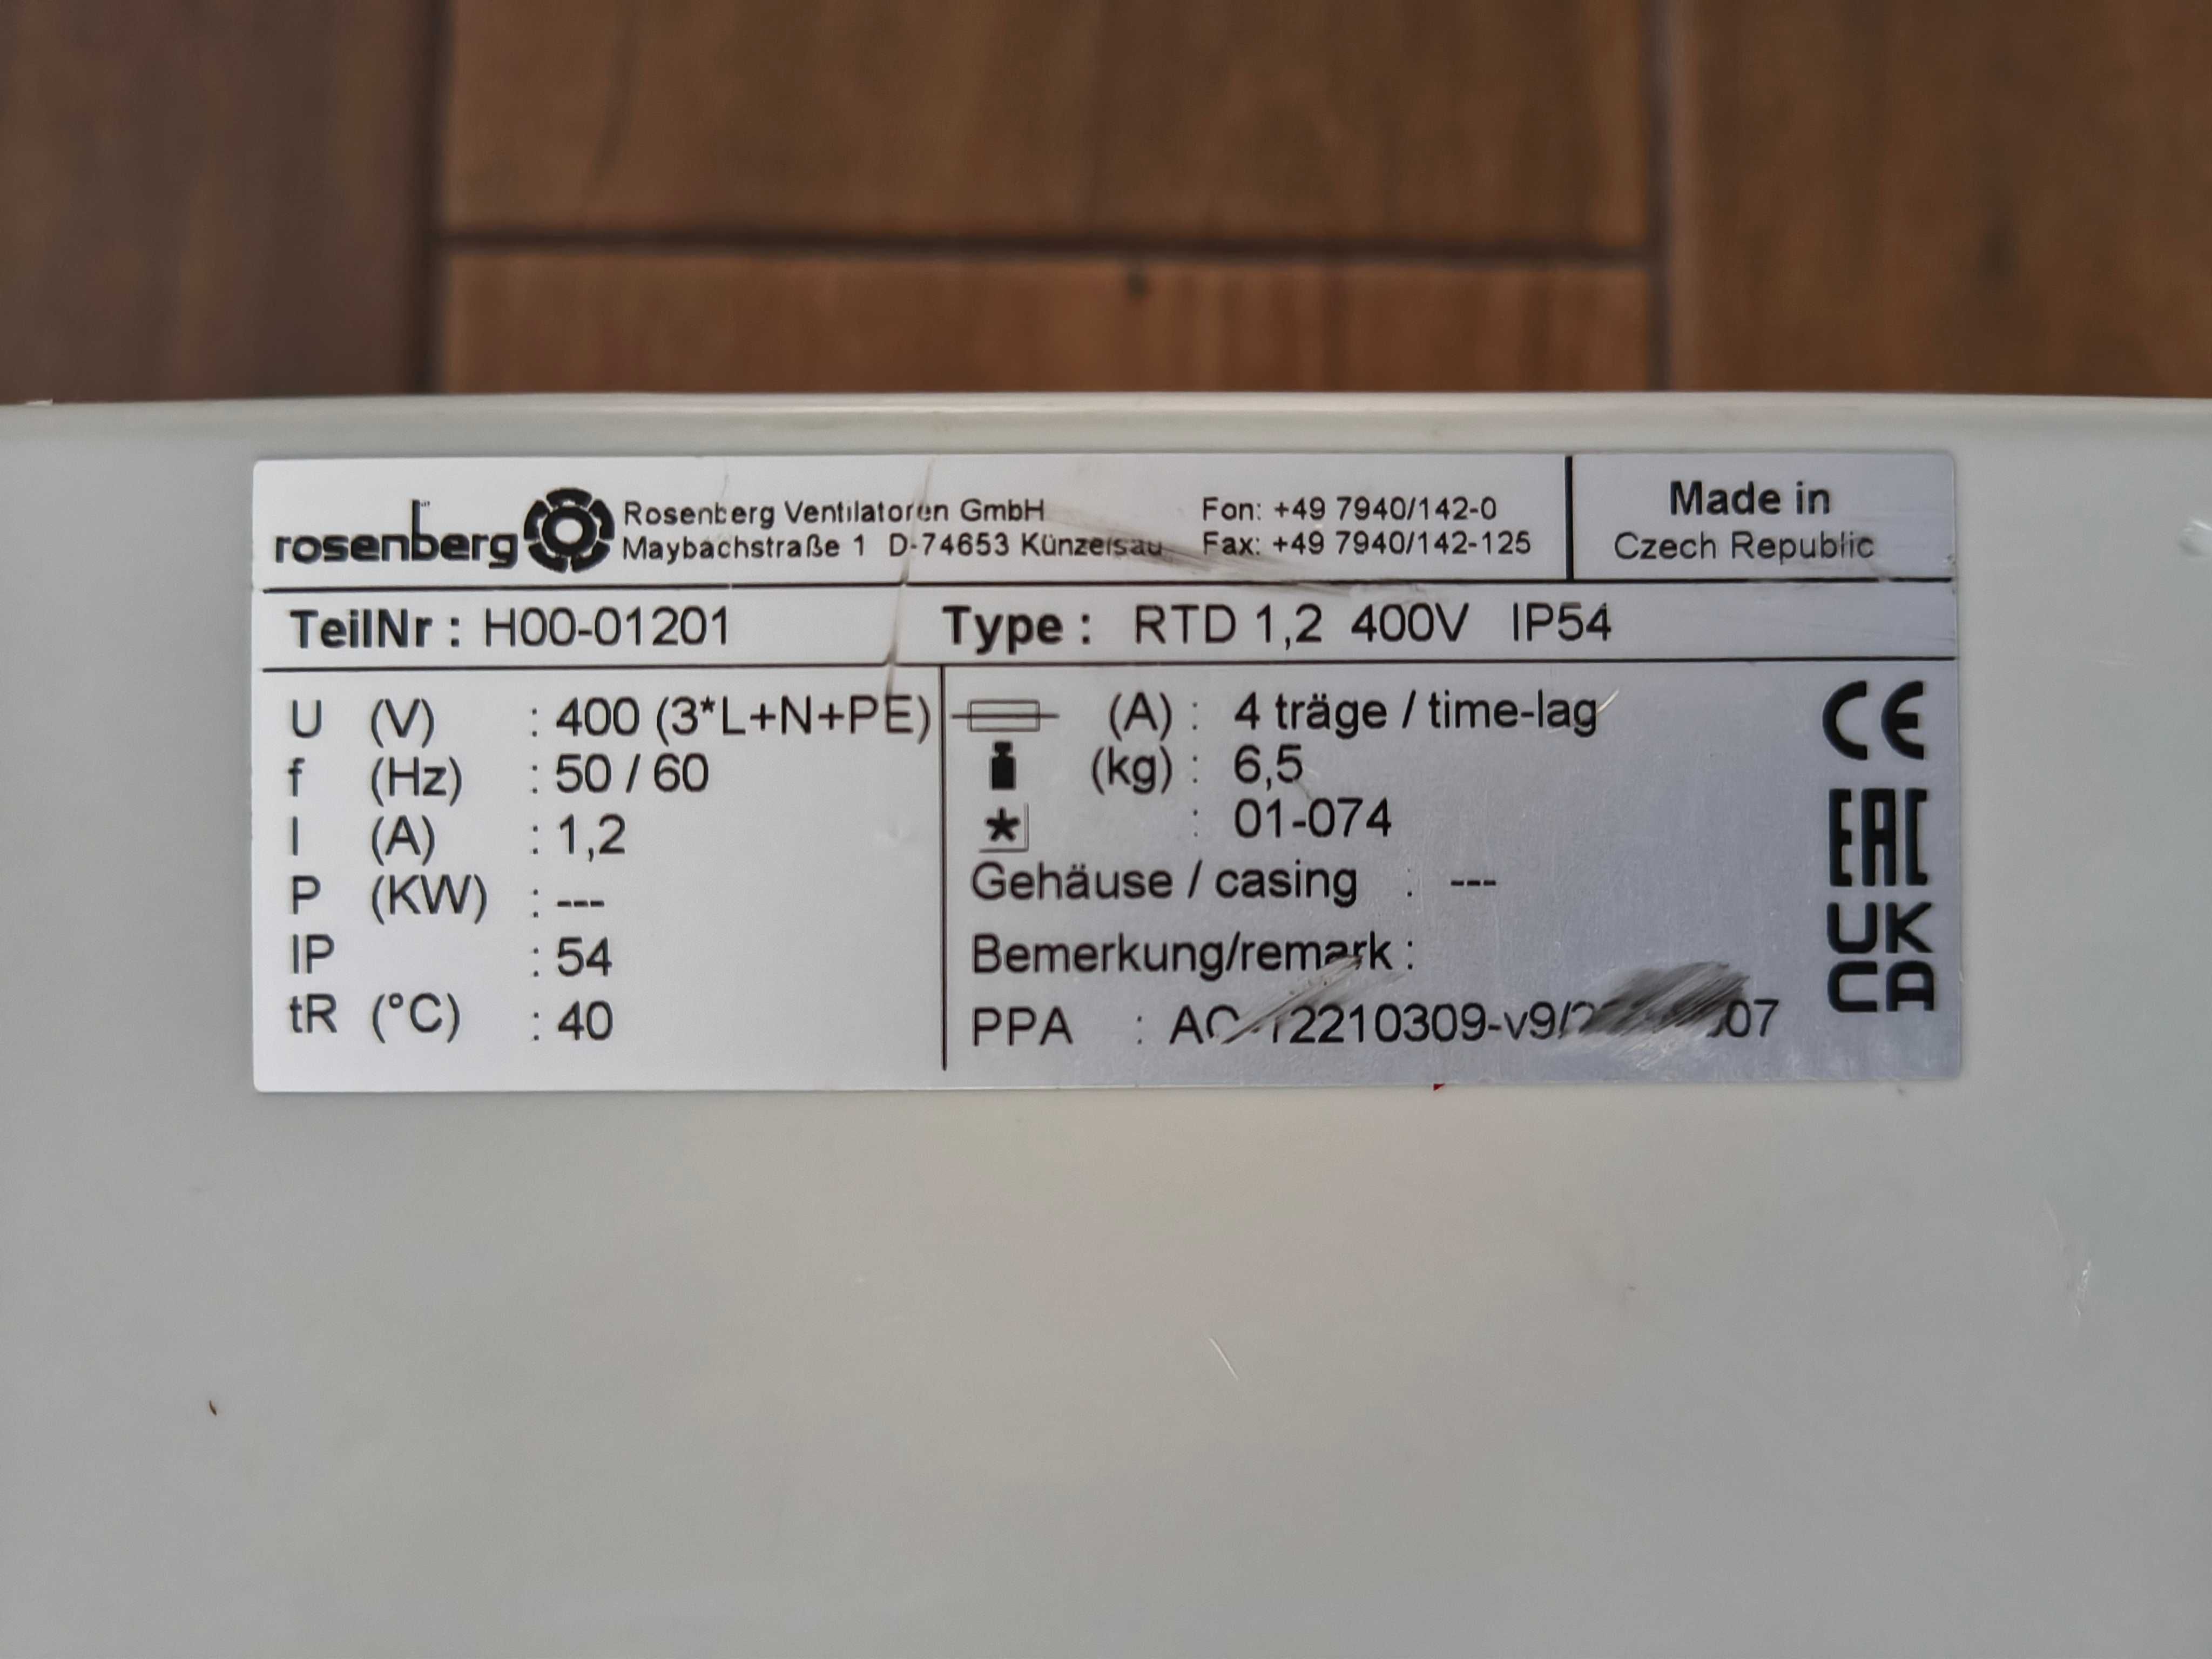 rosenberg
Rosenberg Ventilatoren GmbH
Maybachstraße 1 D-74653 Künzelsau
Fon: +49 7940/142-0
Fax: +49 7940/142-125
Made in
Czech Republic
TeilNr : H00-01201
Type : RTD 1,2 400V IP54
U (V) : 400 (3*L+N+PE)
f (Hz) : 50 / 60
I (A) : 1,2
P (KW) : ---
IP : 54
tR (°C) : 40
(A) : 4 träge / time-lag
(kg) : 6,5
* : 01-074
Gehäuse / casing : ---
Bemerkung/remark :
PPA :
CE
EAC
UK
CA